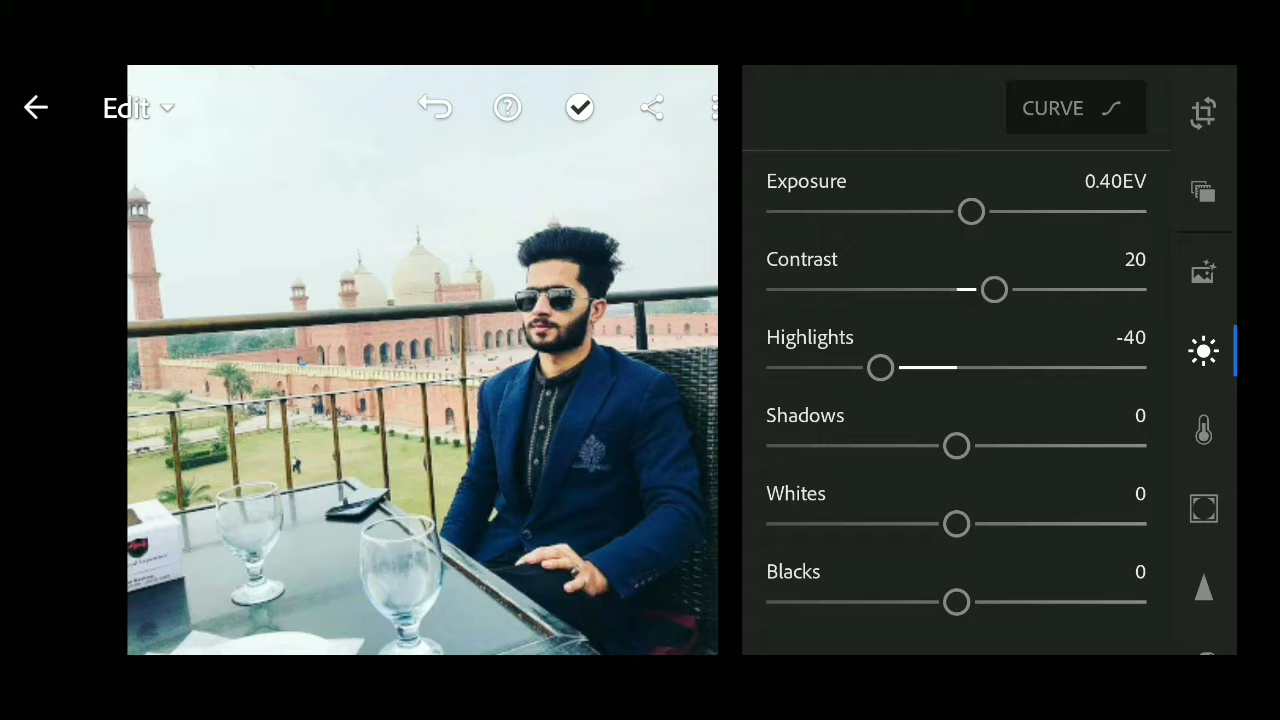 Edit
CURVE
Exposure 0.40EV
Contrast 20
Highlights -40
Shadows 0
Whites 0
Blacks 0